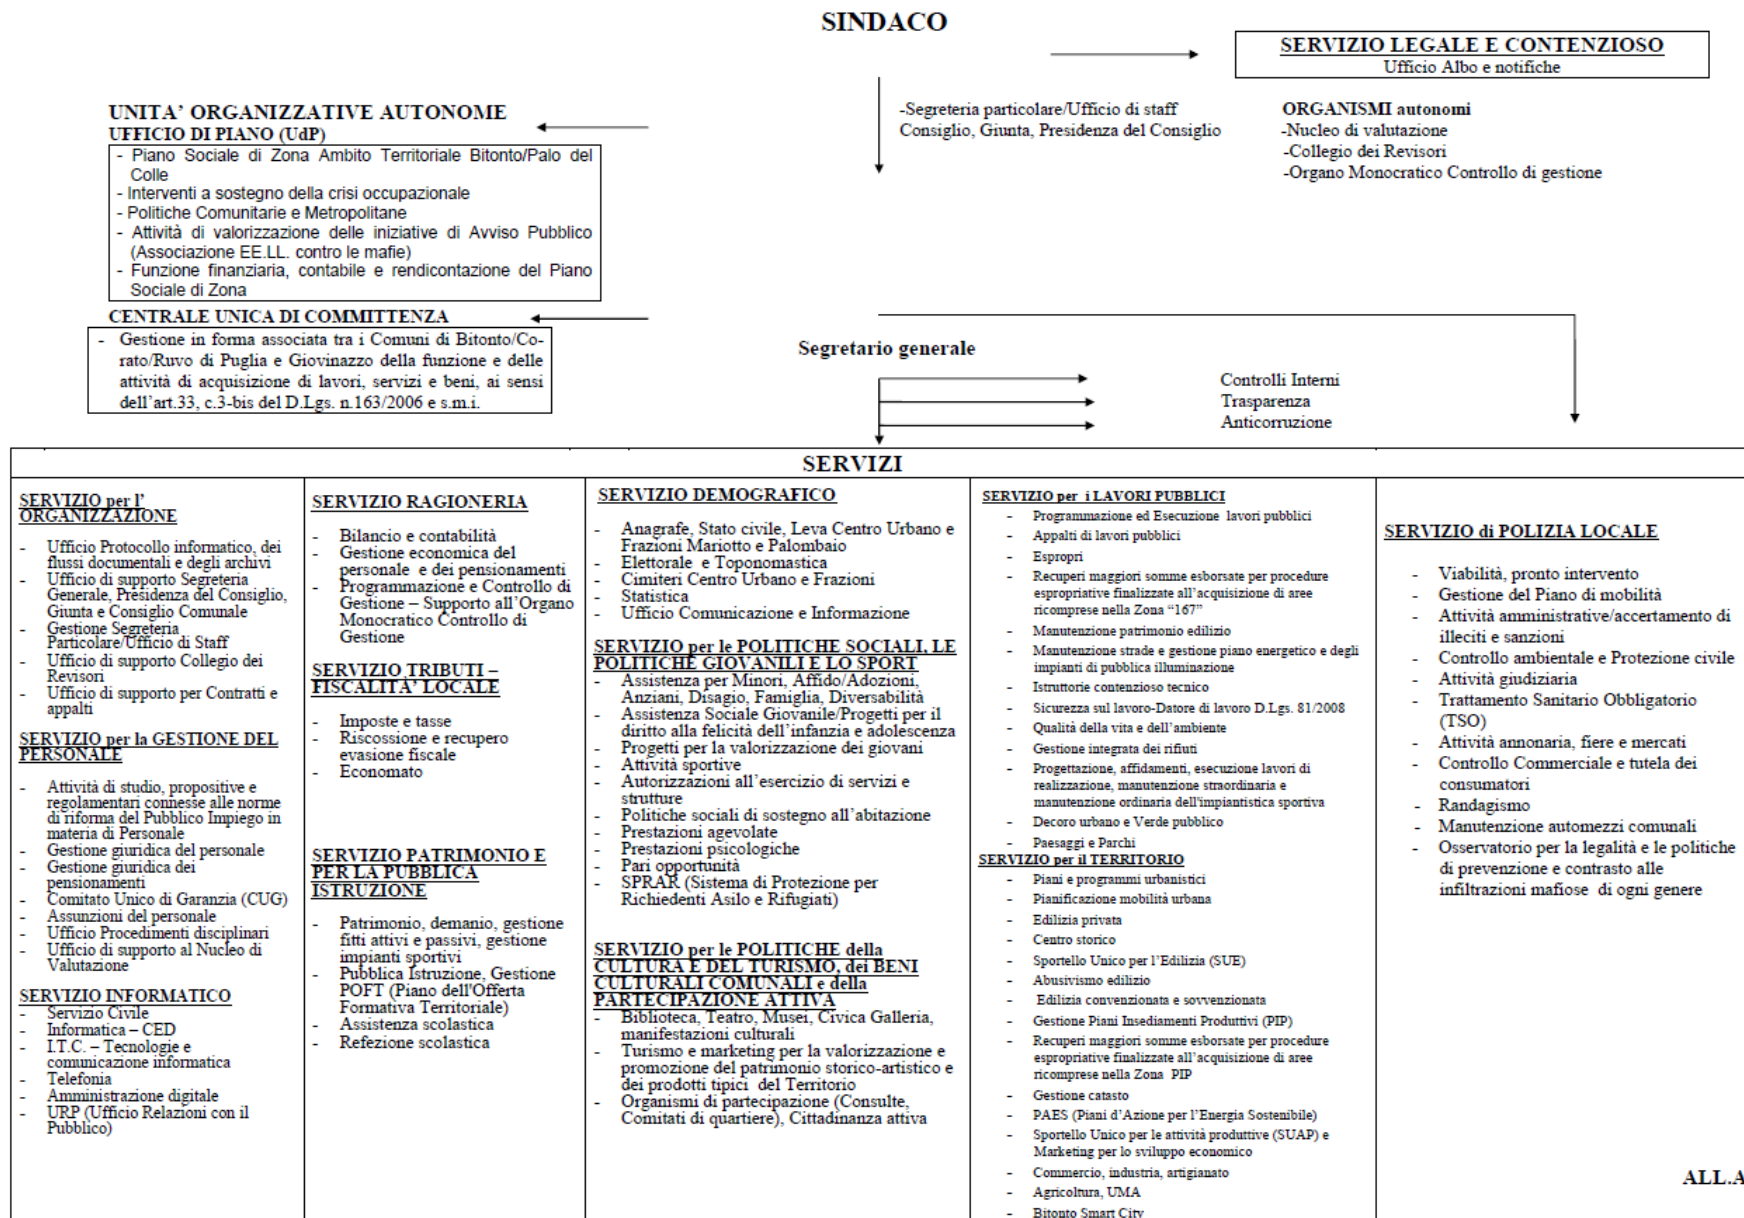 SINDACO
SERVIZIO LEGALE E CONTENZIOSO
Ufficio Albo e notifiche
UNITA’ ORGANIZZATIVE AUTONOME
UFFICIO DI PIANO (UdP)
- Piano Sociale di Zona Ambito Territoriale Bitonto/Palo del
Colle
- Interventi a sostegno della crisi occupazionale
- Politiche Comunitarie e Metropolitane
- Attività di valorizzazione delle iniziative di Avviso Pubblico
(Associazione EE.LL. contro le mafie)
- Funzione finanziaria, contabile e rendicontazione del Piano
Sociale di Zona
-Segreteria particolare/Ufficio di staff
Consiglio, Giunta, Presidenza del Consiglio
ORGANISMI autonomi
-Nucleo di valutazione
-Collegio dei Revisori
-Organo Monocratico Controllo di gestione
CENTRALE UNICA DI COMMITTENZA
- Gestione in forma associata tra i Comuni di Bitonto/Co-
rato/Ruvo di Puglia e Giovinazzo della funzione e delle
attività di acquisizione di lavori, servizi e beni, ai sensi
dell’art.33, c.3-bis del D.Lgs. n.163/2006 e s.m.i.
Segretario generale
Controlli Interni
Trasparenza
Anticorruzione
SERVIZI
SERVIZIO per l’
ORGANIZZAZIONE
- Ufficio Protocollo informatico, dei
flussi documentali e degli archivi
- Ufficio di supporto Segreteria
Generale, Presidenza del Consiglio,
Giunta e Consiglio Comunale
- Gestione Segreteria
Particolare/Ufficio di Staff
- Ufficio di supporto Collegio dei
Revisori
- Ufficio di supporto per Contratti e
appalti
SERVIZIO per la GESTIONE DEL
PERSONALE
- Attività di studio, propositive e
regolamentari connesse alle norme
di riforma del Pubblico Impiego in
materia di Personale
- Gestione giuridica del personale
- Gestione giuridica dei
pensionamenti
- Comitato Unico di Garanzia (CUG)
- Assunzioni del personale
- Ufficio Procedimenti disciplinari
- Ufficio di supporto al Nucleo di
Valutazione
SERVIZIO INFORMATICO
- Servizio Civile
- Informatica – CED
- I.T.C. – Tecnologie e
comunicazione informatica
- Telefonia
- Amministrazione digitale
- URP (Ufficio Relazioni con il
Pubblico)
SERVIZIO RAGIONERIA
- Bilancio e contabilità
- Gestione economica del
personale e dei pensionamenti
- Programmazione e Controllo di
Gestione – Supporto all’Organo
Monocratico Controllo di
Gestione
SERVIZIO TRIBUTI –
FISCALITA’ LOCALE
- Imposte e tasse
- Riscossione e recupero
evasione fiscale
- Economato
SERVIZIO PATRIMONIO E
PER LA PUBBLICA
ISTRUZIONE
- Patrimonio, demanio, gestione
fitti attivi e passivi, gestione
impianti sportivi
- Pubblica Istruzione, Gestione
POFT (Piano dell'Offerta
Formativa Territoriale)
- Assistenza scolastica
- Refezione scolastica
SERVIZIO DEMOGRAFICO
- Anagrafe, Stato civile, Leva Centro Urbano e
Frazioni Mariotto e Palombaio
- Elettorale e Toponomastica
- Cimiteri Centro Urbano e Frazioni
- Statistica
- Ufficio Comunicazione e Informazione
SERVIZIO per le POLITICHE SOCIALI, LE
POLITICHE GIOVANILI E LO SPORT
- Assistenza per Minori, Affido/Adozioni,
Anziani, Disagio, Famiglia, Diversabilità
- Assistenza Sociale Giovanile/Progetti per il
diritto alla felicità dell’infanzia e adolescenza
- Progetti per la valorizzazione dei giovani
- Attività sportive
- Autorizzazioni all’esercizio di servizi e
strutture
- Politiche sociali di sostegno all’abitazione
- Prestazioni agevolate
- Prestazioni psicologiche
- Pari opportunità
- SPRAR (Sistema di Protezione per
Richiedenti Asilo e Rifugiati)
SERVIZIO per le POLITICHE della
CULTURA E DEL TURISMO, dei BENI
CULTURALI COMUNALI e della
PARTECIPAZIONE ATTIVA
- Biblioteca, Teatro, Musei, Civica Galleria,
manifestazioni culturali
- Turismo e marketing per la valorizzazione e
promozione del patrimonio storico-artistico e
dei prodotti tipici del Territorio
- Organismi di partecipazione (Consulte,
Comitati di quartiere), Cittadinanza attiva
SERVIZIO per i LAVORI PUBBLICI
- Programmazione ed Esecuzione lavori pubblici
- Appalti di lavori pubblici
- Espropri
- Recuperi maggiori somme esborsate per procedure
espropriative finalizzate all’acquisizione di aree
ricomprese nella Zona “167”
- Manutenzione patrimonio edilizio
- Manutenzione strade e gestione piano energetico e degli
impianti di pubblica illuminazione
- Istruttorie contenzioso tecnico
- Sicurezza sul lavoro-Datore di lavoro D.Lgs. 81/2008
- Qualità della vita e dell’ambiente
- Gestione integrata dei rifiuti
- Progettazione, affidamenti, esecuzione lavori di
realizzazione, manutenzione straordinaria e
manutenzione ordinaria dell'impiantistica sportiva
- Decoro urbano e Verde pubblico
- Paesaggi e Parchi
SERVIZIO per il TERRITORIO
- Piani e programmi urbanistici
- Pianificazione mobilità urbana
- Edilizia privata
- Centro storico
- Sportello Unico per l’Edilizia (SUE)
- Abusivismo edilizio
- Edilizia convenzionata e sovvenzionata
- Gestione Piani Insediamenti Produttivi (PIP)
- Recuperi maggiori somme esborsate per procedure
espropriative finalizzate all’acquisizione di aree
ricomprese nella Zona PIP
- Gestione catasto
- PAES (Piani d’Azione per l’Energia Sostenibile)
- Sportello Unico per le attività produttive (SUAP) e
Marketing per lo sviluppo economico
- Commercio, industria, artigianato
- Agricoltura, UMA
- Bitonto Smart City
SERVIZIO di POLIZIA LOCALE
- Viabilità, pronto intervento
- Gestione del Piano di mobilità
- Attività amministrative/accertamento di
illeciti e sanzioni
- Controllo ambientale e Protezione civile
- Attività giudiziaria
- Trattamento Sanitario Obbligatorio
(TSO)
- Attività annonaria, fiere e mercati
- Controllo Commerciale e tutela dei
consumatori
- Randagismo
- Manutenzione automezzi comunali
- Osservatorio per la legalità e le politiche
di prevenzione e contrasto alle
infiltrazioni mafiose di ogni genere
ALL.A